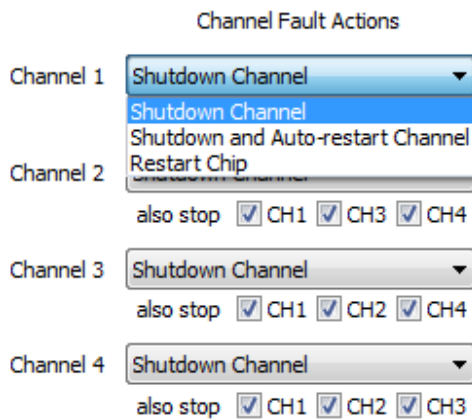 Channel Fault Actions
Channel 1 Shutdown Channel
Shutdown Channel
Shutdown and Auto-restart Channel
Restart Chip
Channel 2 Shutdown Channel
also stop CH1 CH3 CH4
Channel 3 Shutdown Channel
also stop CH1 CH2 CH4
Channel 4 Shutdown Channel
also stop CH1 CH2 CH3